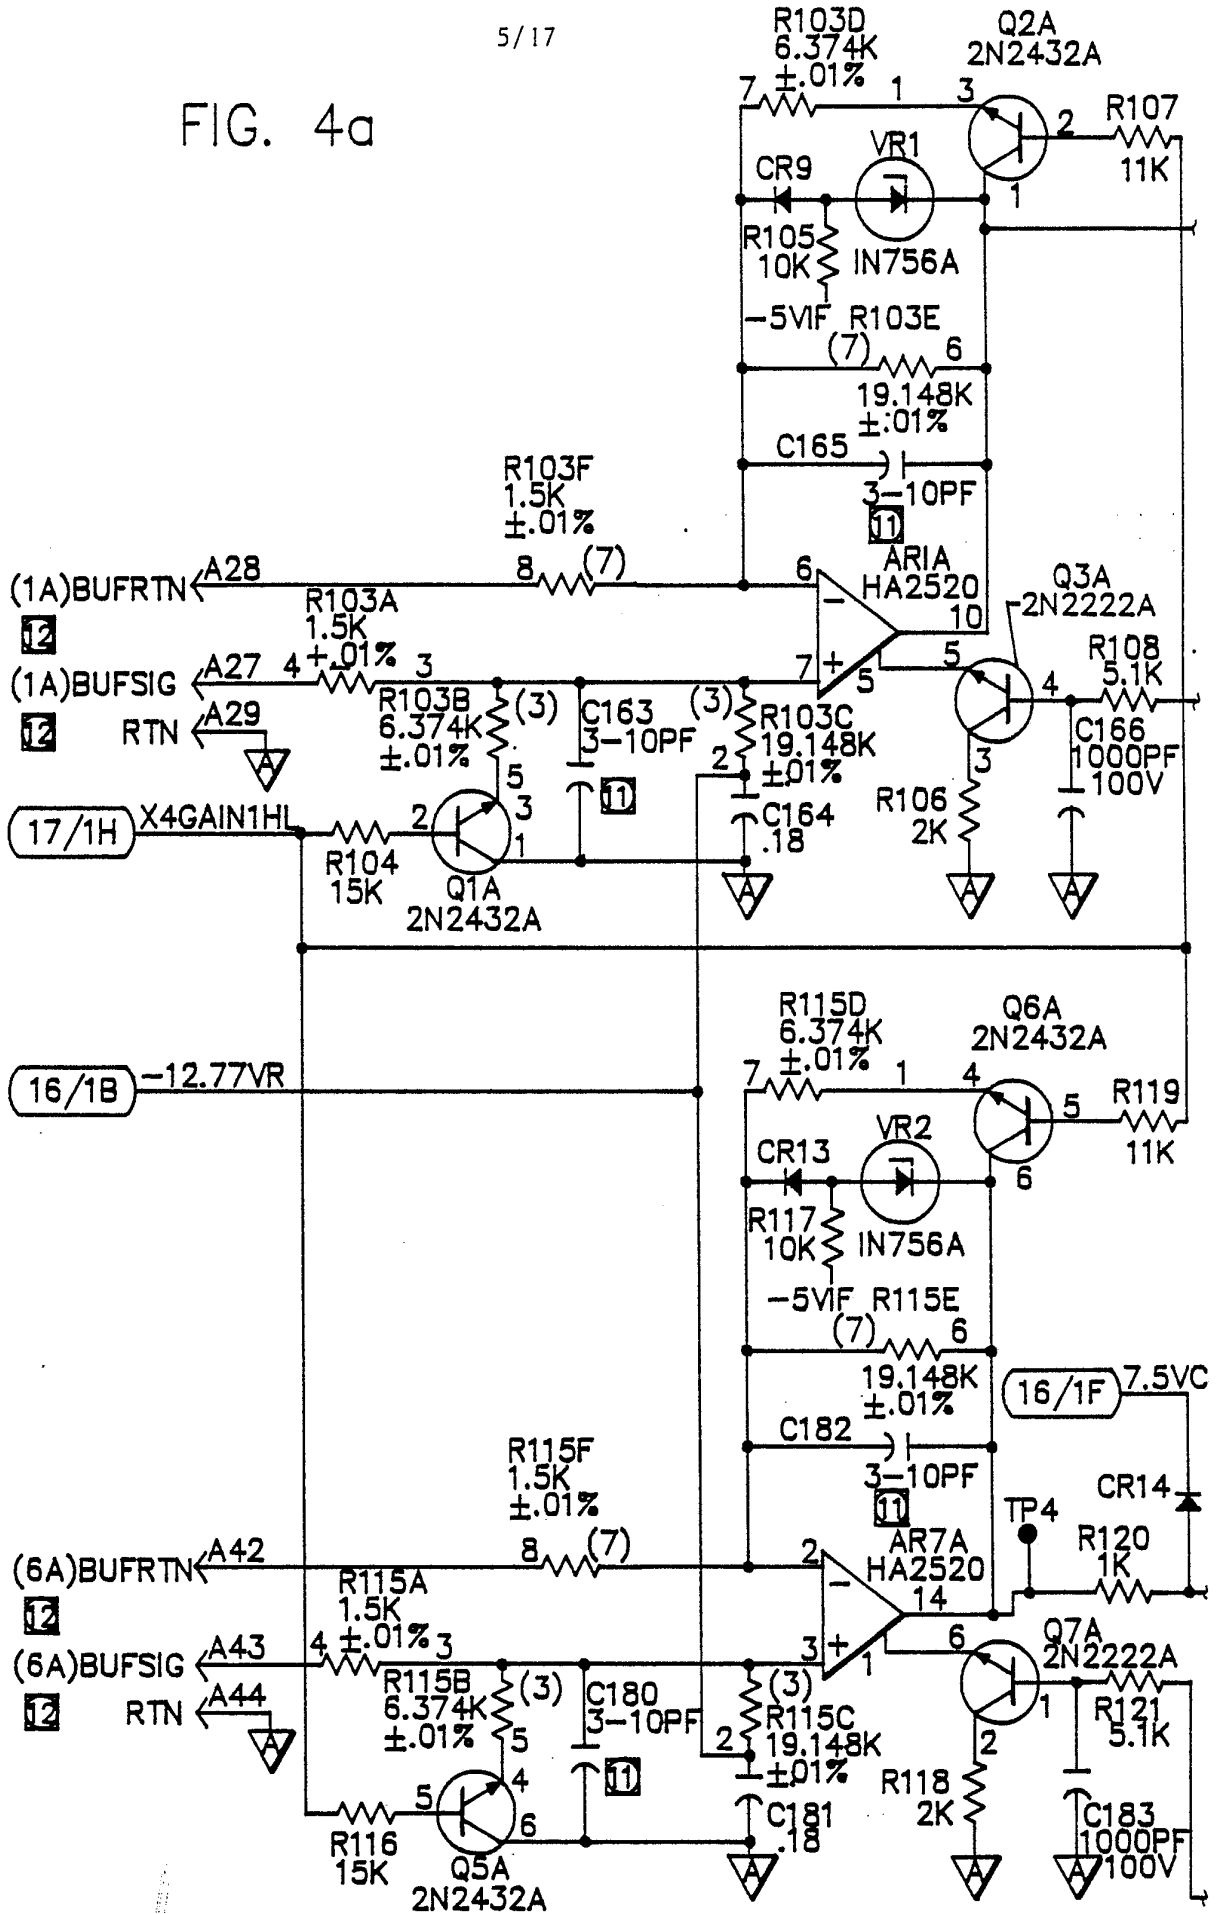 5/17
FIG. 4a
R103D
6.374K
±.01%
Q2A
2N2432A
7
1
3
2
R107
11K
1
CR9
VR1
R105
10K
IN756A
-5VIF
R103E
(7)
6
19.148K
±.01%
C165
3-10PF
11
R103F
1.5K
±.01%
8
(7)
(1A)BUFRTN
A28
12
6
-
AR1A
HA2520
10
Q3A
2N2222A
R103A
1.5K
+.01%
(1A)BUFSIG
A27
4
3
7
+
5
5
4
R108
5.1K
12
RTN
A29
A
R103B
6.374K
±.01%
(3)
5
C163
3-10PF
11
(3)
R103C
19.148K
±.01%
2
C164
.18
A
3
R106
2K
A
C166
1000PF
100V
A
17/1H
X4GAIN1HL
R104
15K
2
3
1
Q1A
2N2432A
16/1B
-12.77VR
R115D
6.374K
±.01%
Q6A
2N2432A
7
1
4
5
R119
11K
6
CR13
VR2
R117
10K
IN756A
-5VIF
R115E
(7)
6
19.148K
±.01%
16/1F
7.5VC
C182
3-10PF
11
CR14
R115F
1.5K
±.01%
8
(7)
(6A)BUFRTN
A42
12
2
-
AR7A
HA2520
14
TP4
R120
1K
R115A
1.5K
±.01%
(6A)BUFSIG
A43
4
3
3
+
1
6
Q7A
2N2222A
1
R121
5.1K
12
RTN
A44
A
R115B
6.374K
±.01%
(3)
5
C180
3-10PF
11
(3)
R115C
19.148K
±.01%
2
C181
.18
A
2
R118
2K
A
C183
1000PF
100V
A
R116
15K
5
4
6
Q5A
2N2432A